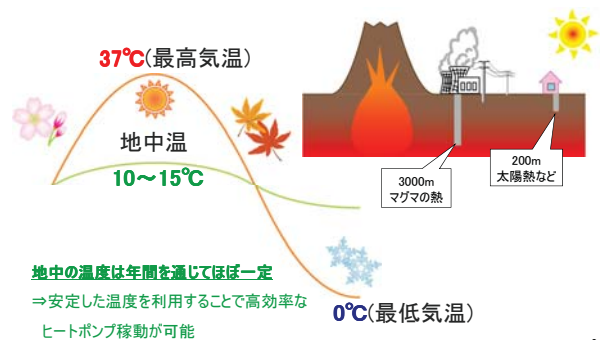 37℃(最高気温)
地中温
10～15℃
3000m
マグマの熱
200m
太陽熱など
地中の温度は年間を通じてほぼ一定
⇒安定した温度を利用することで高効率な
ヒートポンプ稼動が可能
0℃(最低気温)